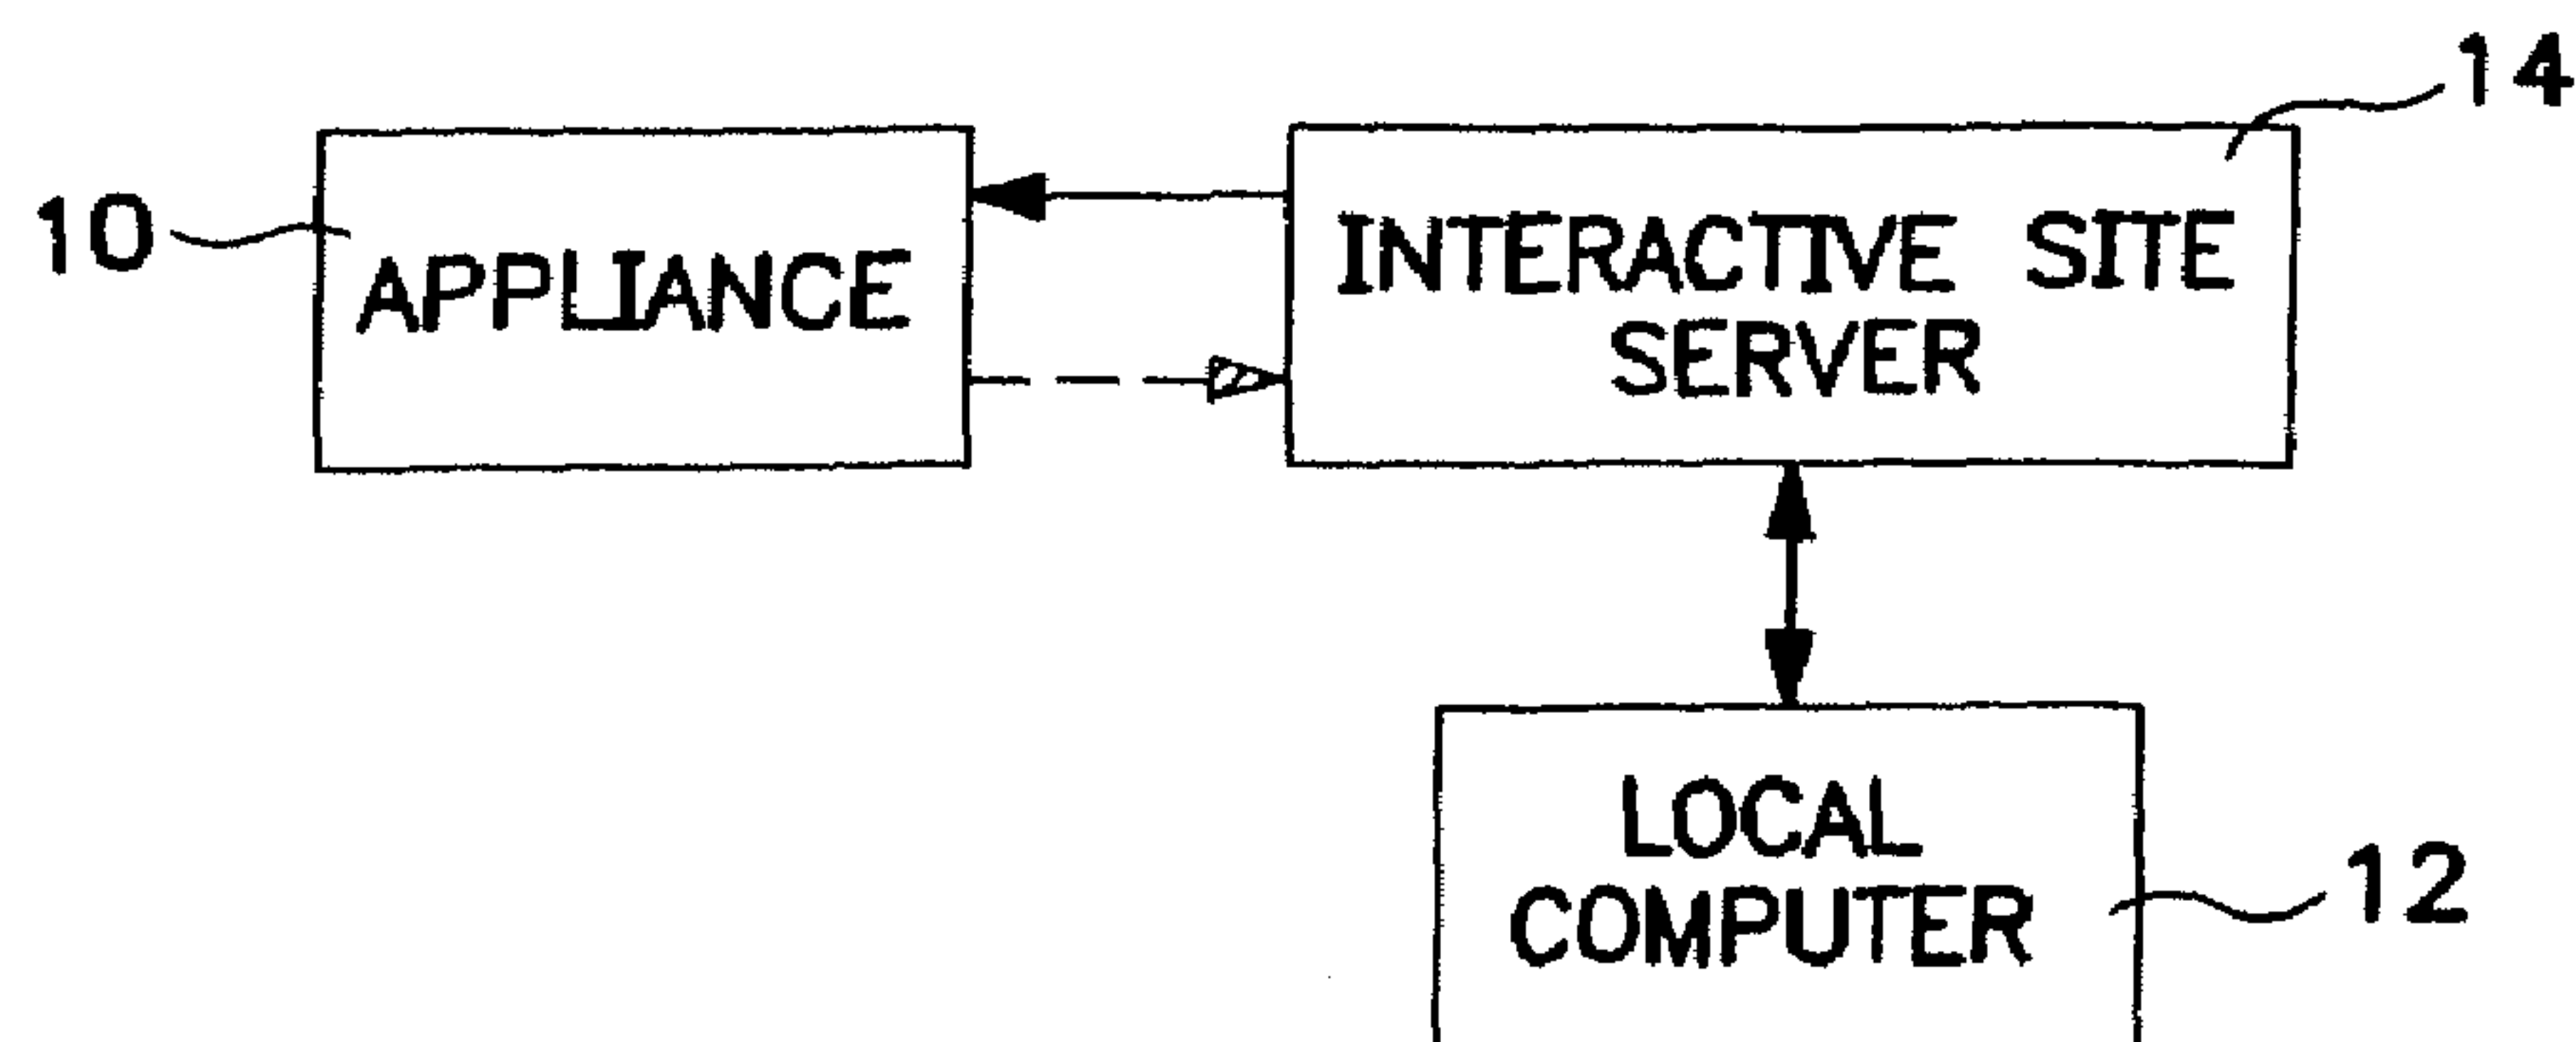 14
10
APPLIANCE
INTERACTIVE SITE
SERVER
LOCAL
COMPUTER
12